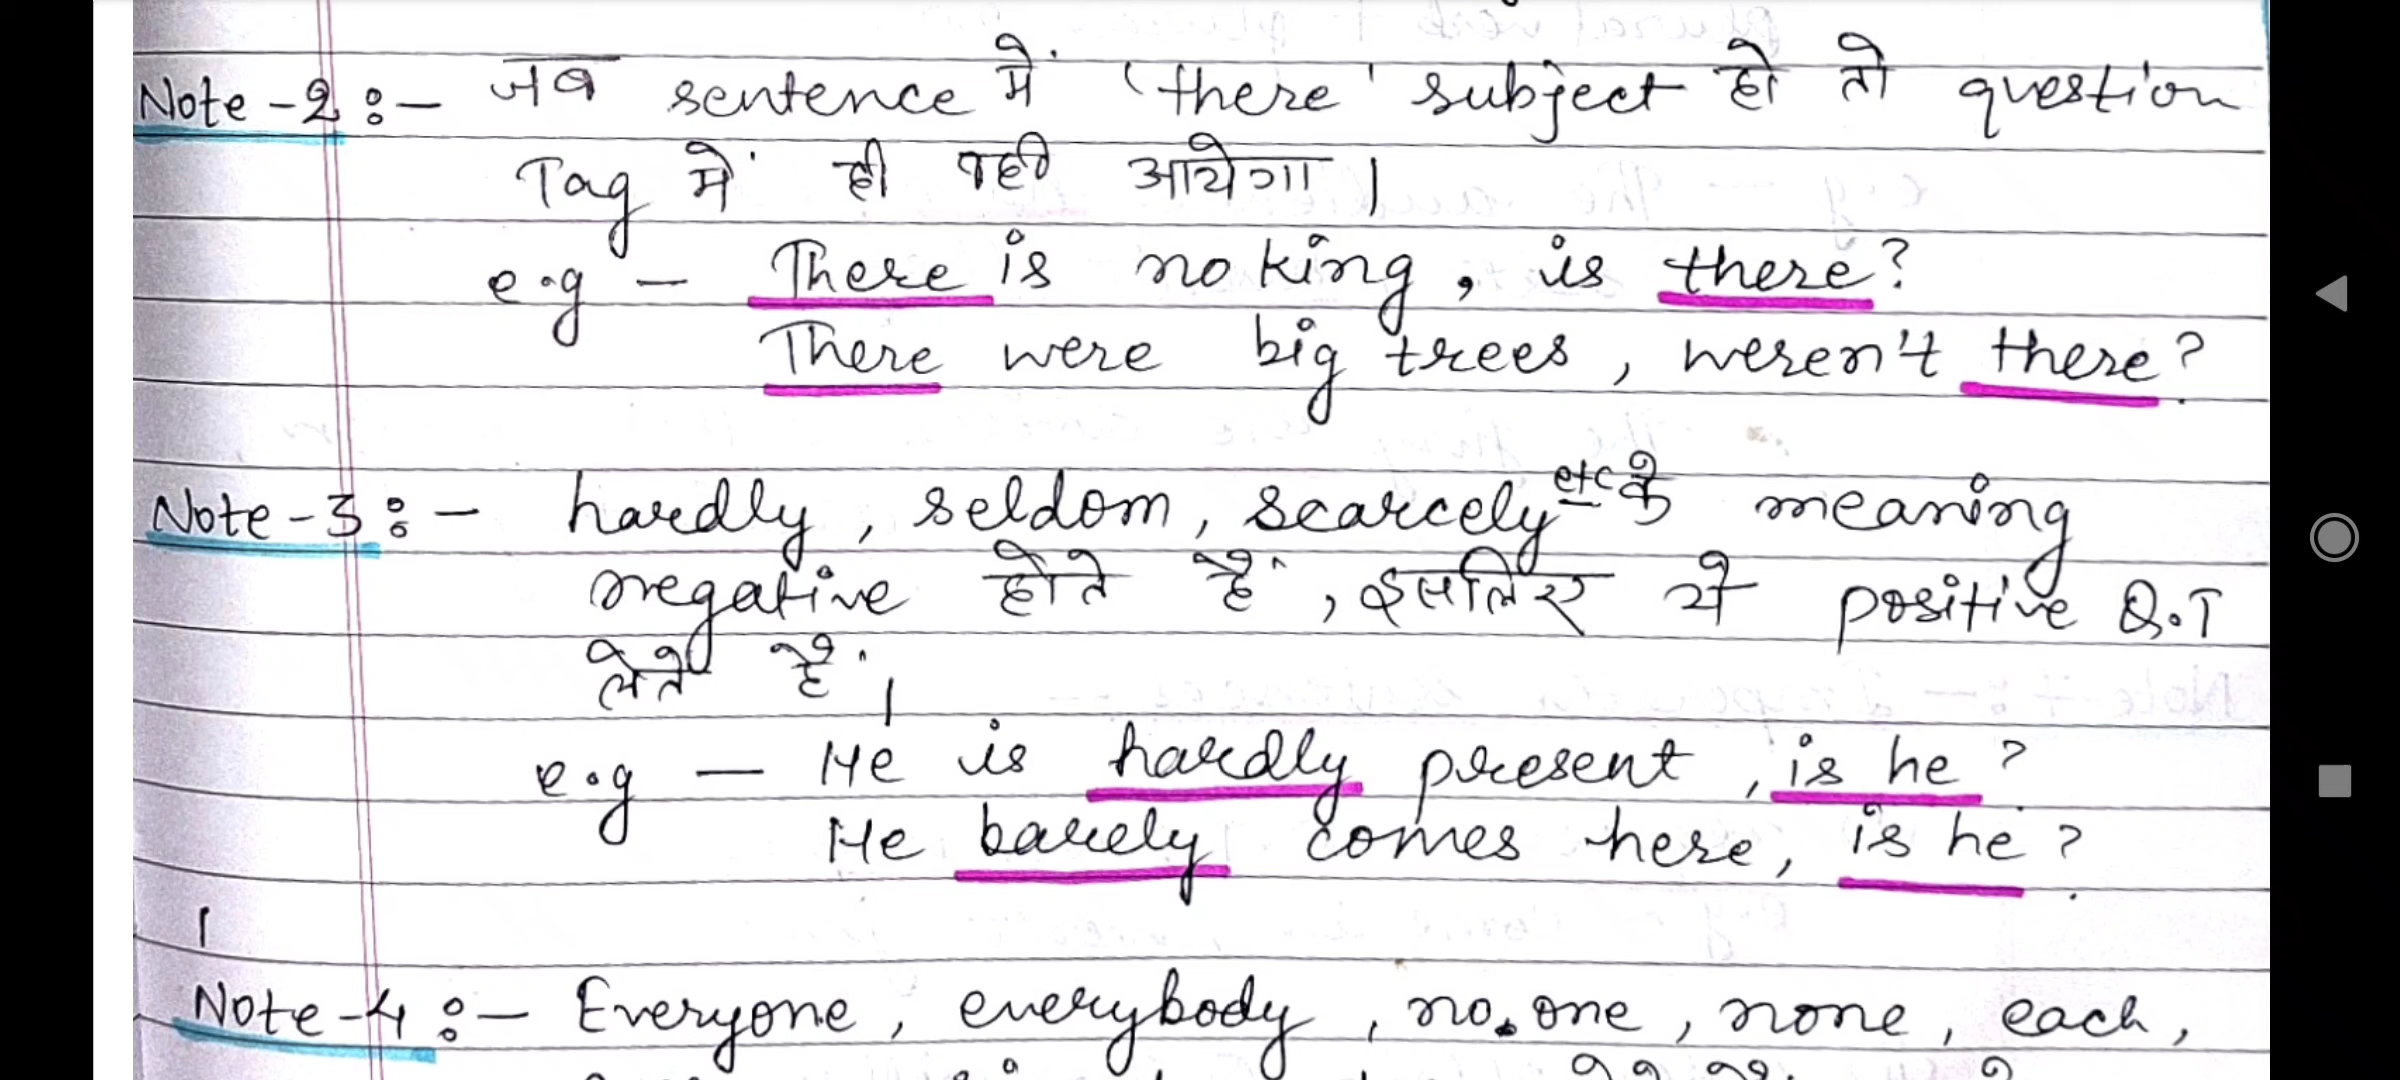 Note-2 :- जब sentence में 'there' subject हो तो question
Tag में ही वही आयेगा ।
e.g - There is no king, is there?
There were big trees, weren't there?
Note-3 :- hardly, seldom, scarcely etc के meaning
negative होते हैं, इसलिए ये positive Q.T
लेते हैं ।
e.g - He is hardly present, is he?
He barely comes here, is he?
Note-4 :- Everyone, everybody, no.one, none, each,